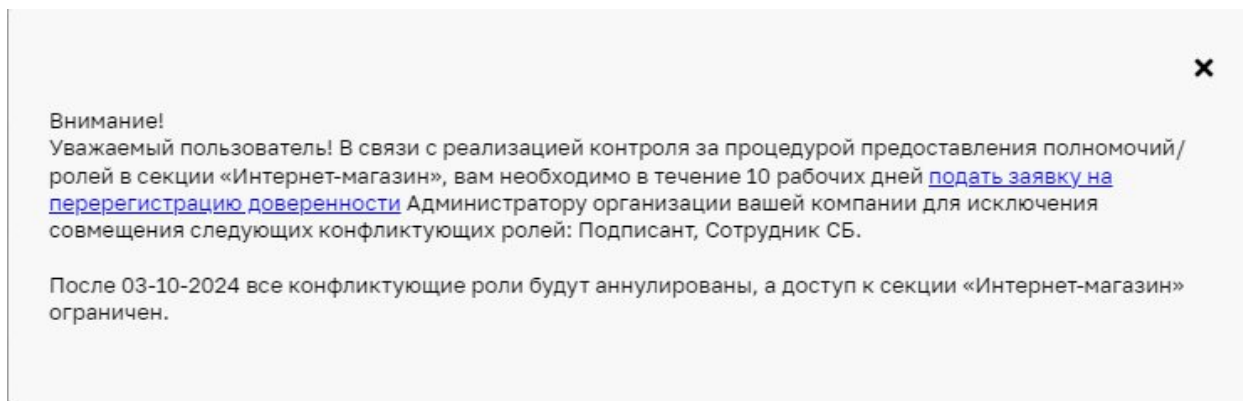 Внимание!
Уважаемый пользователь! В связи с реализацией контроля за процедурой предоставления полномочий/
ролей в секции «Интернет-магазин», вам необходимо в течение 10 рабочих дней подать заявку на
перерегистрацию доверенности Администратору организации вашей компании для исключения
совмещения следующих конфликтующих ролей: Подписант, Сотрудник СБ.
После 03-10-2024 все конфликтующие роли будут аннулированы, а доступ к секции «Интернет-магазин»
ограничен.